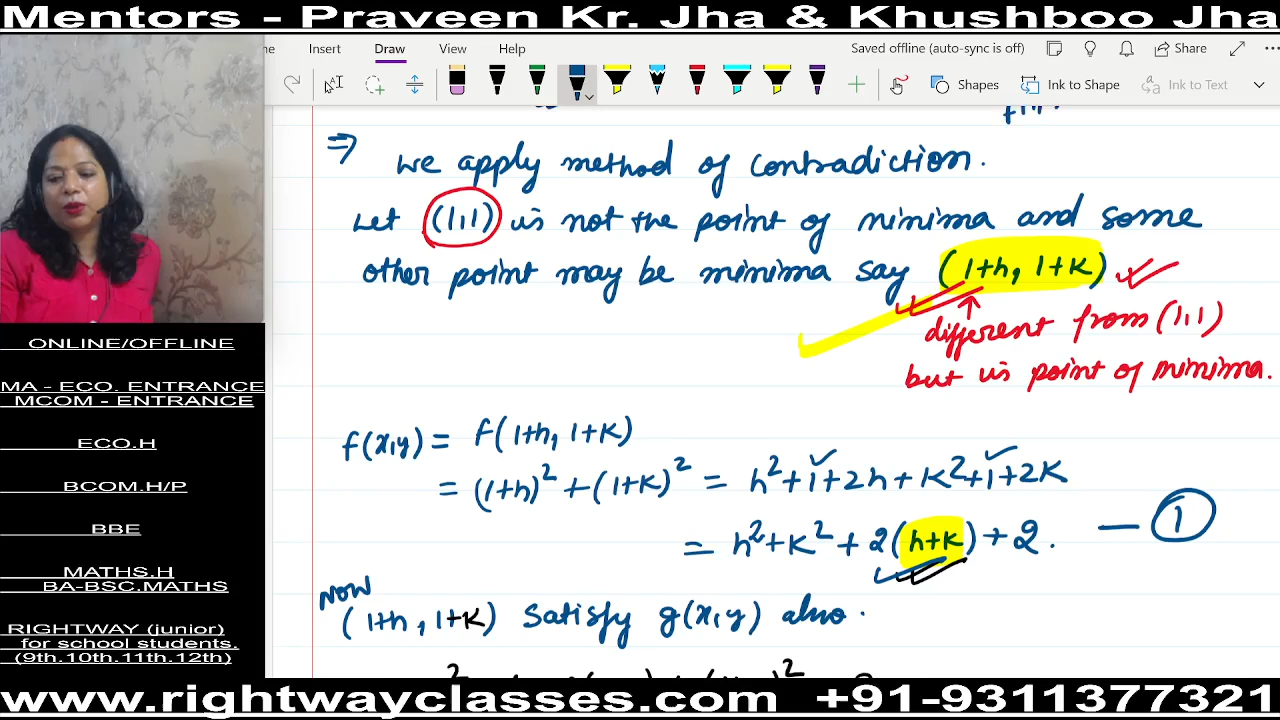 Mentors - Praveen Kr. Jha & Khushboo Jha
Insert Draw View Help Saved offline (auto-sync is off) Share
Shapes Ink to Shape Ink to Text
⇒ we apply method of contradiction.
Let (1,1) is not the point of minima and some
other point may be minima say (1+h, 1+k)
different from (1,1)
but is point of minima.
f(x,y) = f(1+h, 1+k)
= (1+h)² + (1+k)² = h²+1+2h+k²+1+2k
= h²+k² + 2(h+k) + 2. — 1
Now
(1+h, 1+k) satisfy g(x,y) also.
ONLINE/OFFLINE
MA - ECO. ENTRANCE
MCOM - ENTRANCE
ECO.H
BCOM.H/P
BBE
MATHS.H
BA-BSC.MATHS
RIGHTWAY (junior)
for school students.
(9th.10th.11th.12th)
www.rightwayclasses.com +91-9311377321